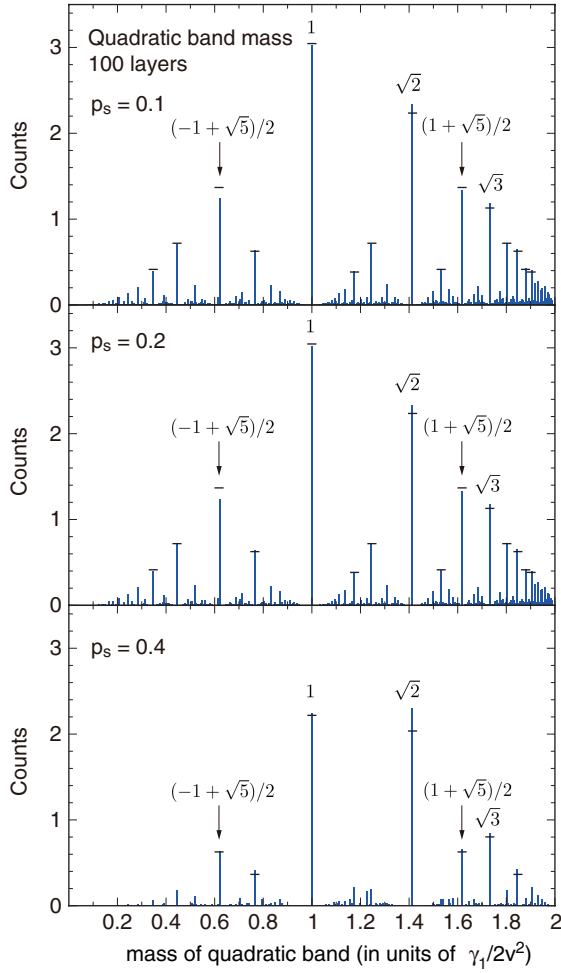 Quadratic band mass
100 layers
p_s = 0.1
1
√2
(−1 + √5)/2
(1 + √5)/2
√3
Counts
3
2
1
0
p_s = 0.2
1
√2
(−1 + √5)/2
(1 + √5)/2
√3
Counts
3
2
1
0
p_s = 0.4
1
√2
(−1 + √5)/2
(1 + √5)/2
√3
Counts
3
2
1
0
0.2 0.4 0.6 0.8 1 1.2 1.4 1.6 1.8 2
mass of quadratic band (in units of γ_1/2v²)